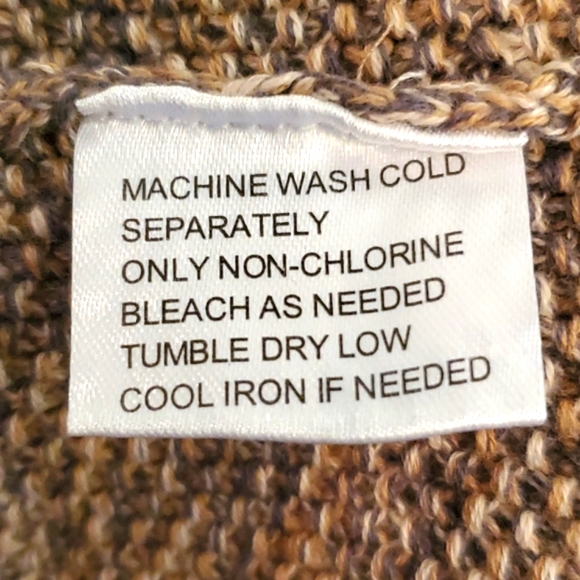 MACHINE WASH COLD
SEPARATELY
ONLY NON-CHLORINE
BLEACH AS NEEDED
TUMBLE DRY LOW
COOL IRON IF NEEDED